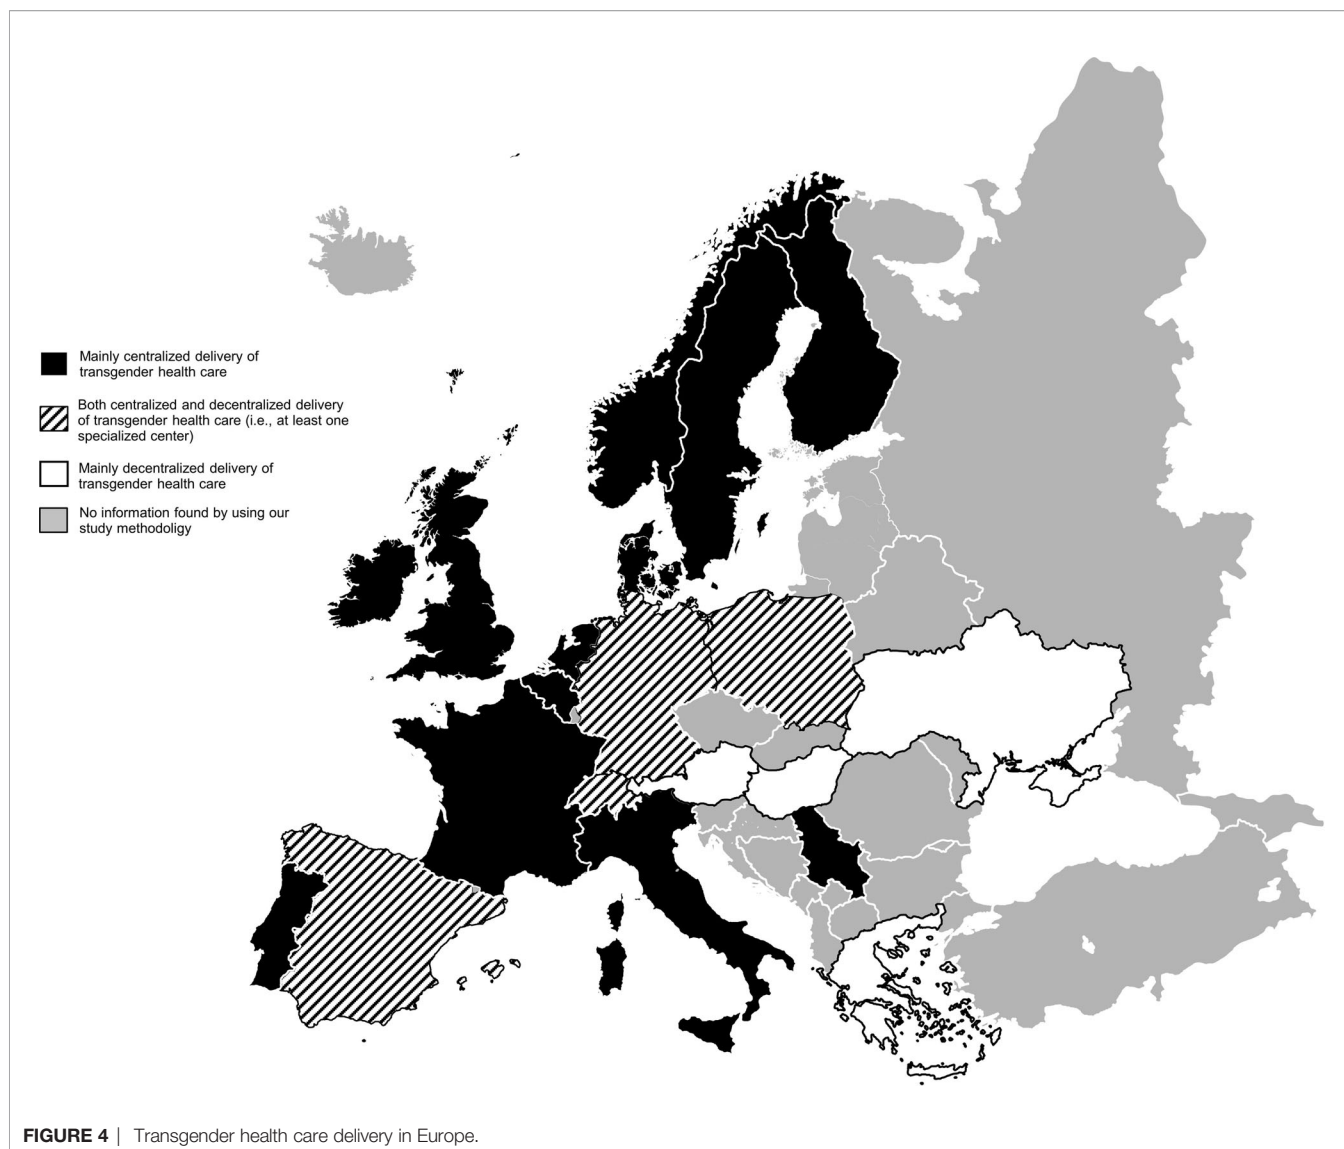 Mainly centralized delivery of
transgender health care
Both centralized and decentralized delivery
of transgender health care (i.e., at least one
specialized center)
Mainly decentralized delivery of
transgender health care
No information found by using our
study methodoligy
FIGURE 4 | Transgender health care delivery in Europe.